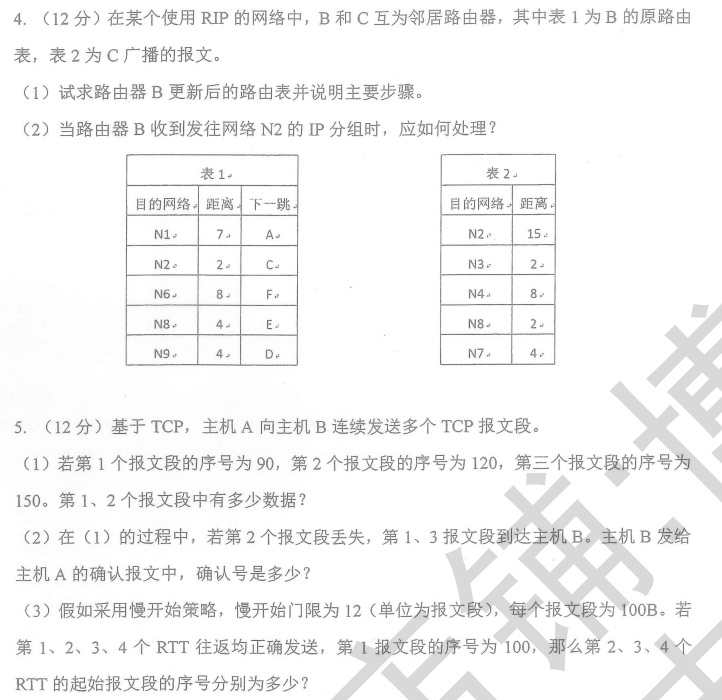 4. （12 分）在某个使用 RIP 的网络中，B 和 C 互为邻居路由器，其中表 1 为 B 的原路由
表，表 2 为 C 广播的报文。
（1）试求路由器 B 更新后的路由表并说明主要步骤。
（2）当路由器 B 收到发往网络 N2 的 IP 分组时，应如何处理？
表 1
目的网络 距离 下一跳
N1 7 A
N2 2 C
N6 8 F
N8 4 E
N9 4 D
表 2
目的网络 距离
N2 15
N3 2
N4 8
N8 2
N7 4
5. （12 分）基于 TCP，主机 A 向主机 B 连续发送多个 TCP 报文段。
（1）若第 1 个报文段的序号为 90，第 2 个报文段的序号为 120，第三个报文段的序号为
150。第 1、2 个报文段中有多少数据？
（2）在（1）的过程中，若第 2 个报文段丢失，第 1、3 报文段到达主机 B。主机 B 发给
主机 A 的确认报文中，确认号是多少？
（3）假如采用慢开始策略，慢开始门限为 12（单位为报文段），每个报文段为 100B。若
第 1、2、3、4 个 RTT 往返均正确发送，第 1 报文段的序号为 100，那么第 2、3、4 个
RTT 的起始报文段的序号分别为多少？
店铺：博